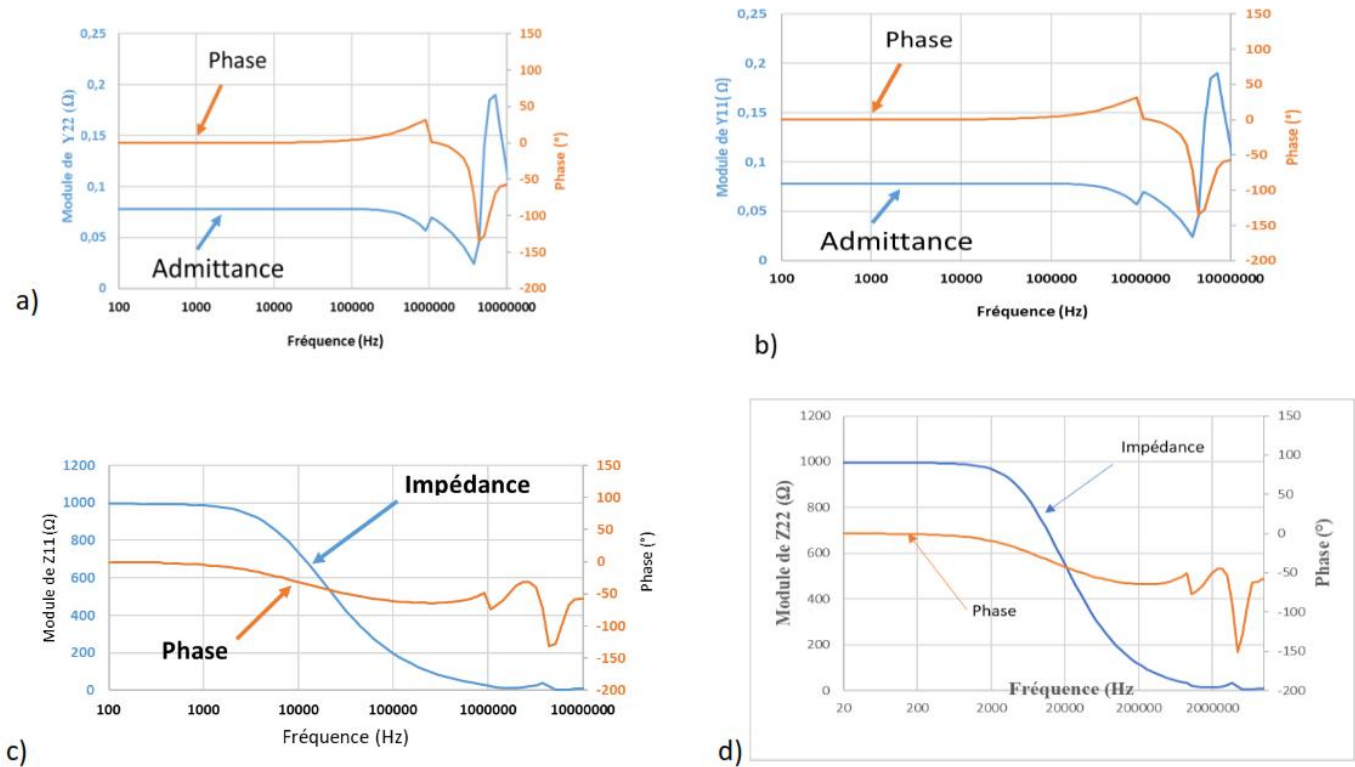 0,25
150
0,2
100
0,15
50
0
0,1
-50
-100
0,05
-150
0
-200
Phase
Admittance
Module de Y22 (Ω)
Phase (°)
100 1000 10000 100000 1000000 10000000
Fréquence (Hz)
a)
0,25
150
0,2
100
50
0,15
0
0,1
-50
-100
0,05
-150
0
-200
Phase
Admittance
Module de Y11( Ω)
Phase (°)
100 1000 10000 100000 1000000 10000000
Fréquence (Hz)
b)
1200
150
1000
100
800
50
0
600
-50
400
-100
200
-150
0
-200
Impédance
Phase
Module de Z11 (Ω)
Phase (°)
100 1000 10000 100000 1000000 10000000
Fréquence (Hz)
c)
1200
150
1000
100
800
50
600
0
-50
400
-100
200
-150
0
-200
Impédance
Phase
Module de Z22 (Ω)
Phase (°)
Fréquence (Hz
20 200 2000 20000 200000 2000000
d)